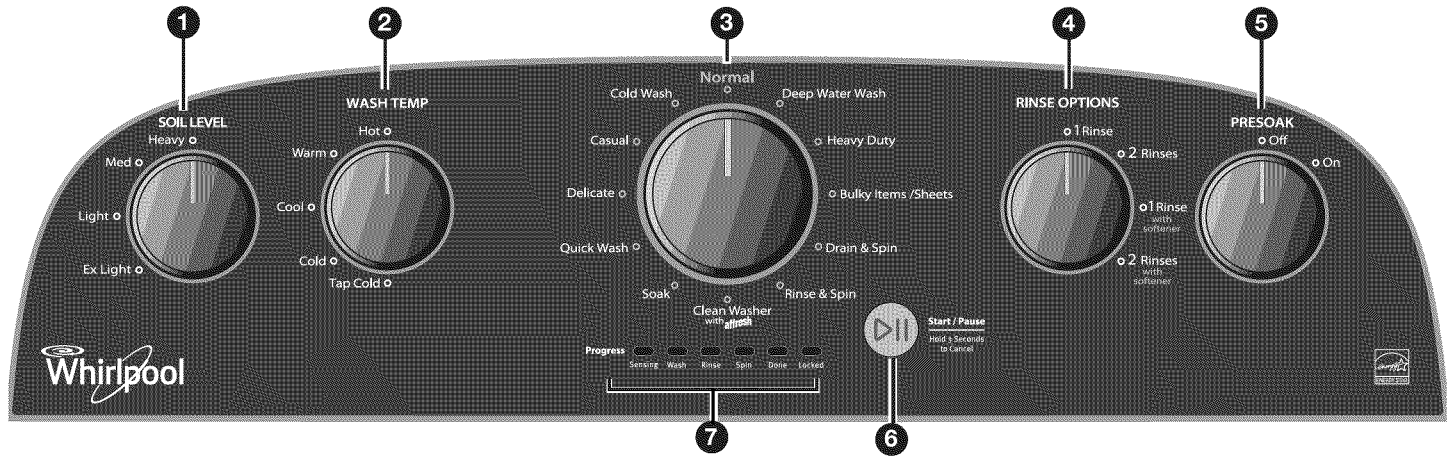 1
2
3
4
5
SOIL LEVEL
Heavy
Med
Light
Ex Light
WASH TEMP
Hot
Warm
Cool
Cold
Tap Cold
Normal
Cold Wash
Casual
Delicate
Quick Wash
Soak
Clean Washer
with affresh
Deep Water Wash
Heavy Duty
Bulky Items /Sheets
Drain & Spin
Rinse & Spin
RINSE OPTIONS
1 Rinse
2 Rinses
1 Rinse
with
softener
2 Rinses
with
softener
PRESOAK
Off
On
Start / Pause
Hold 3 Seconds
to Cancel
Progress
Sensing Wash Rinse Spin Done Locked
Whirlpool
7
6